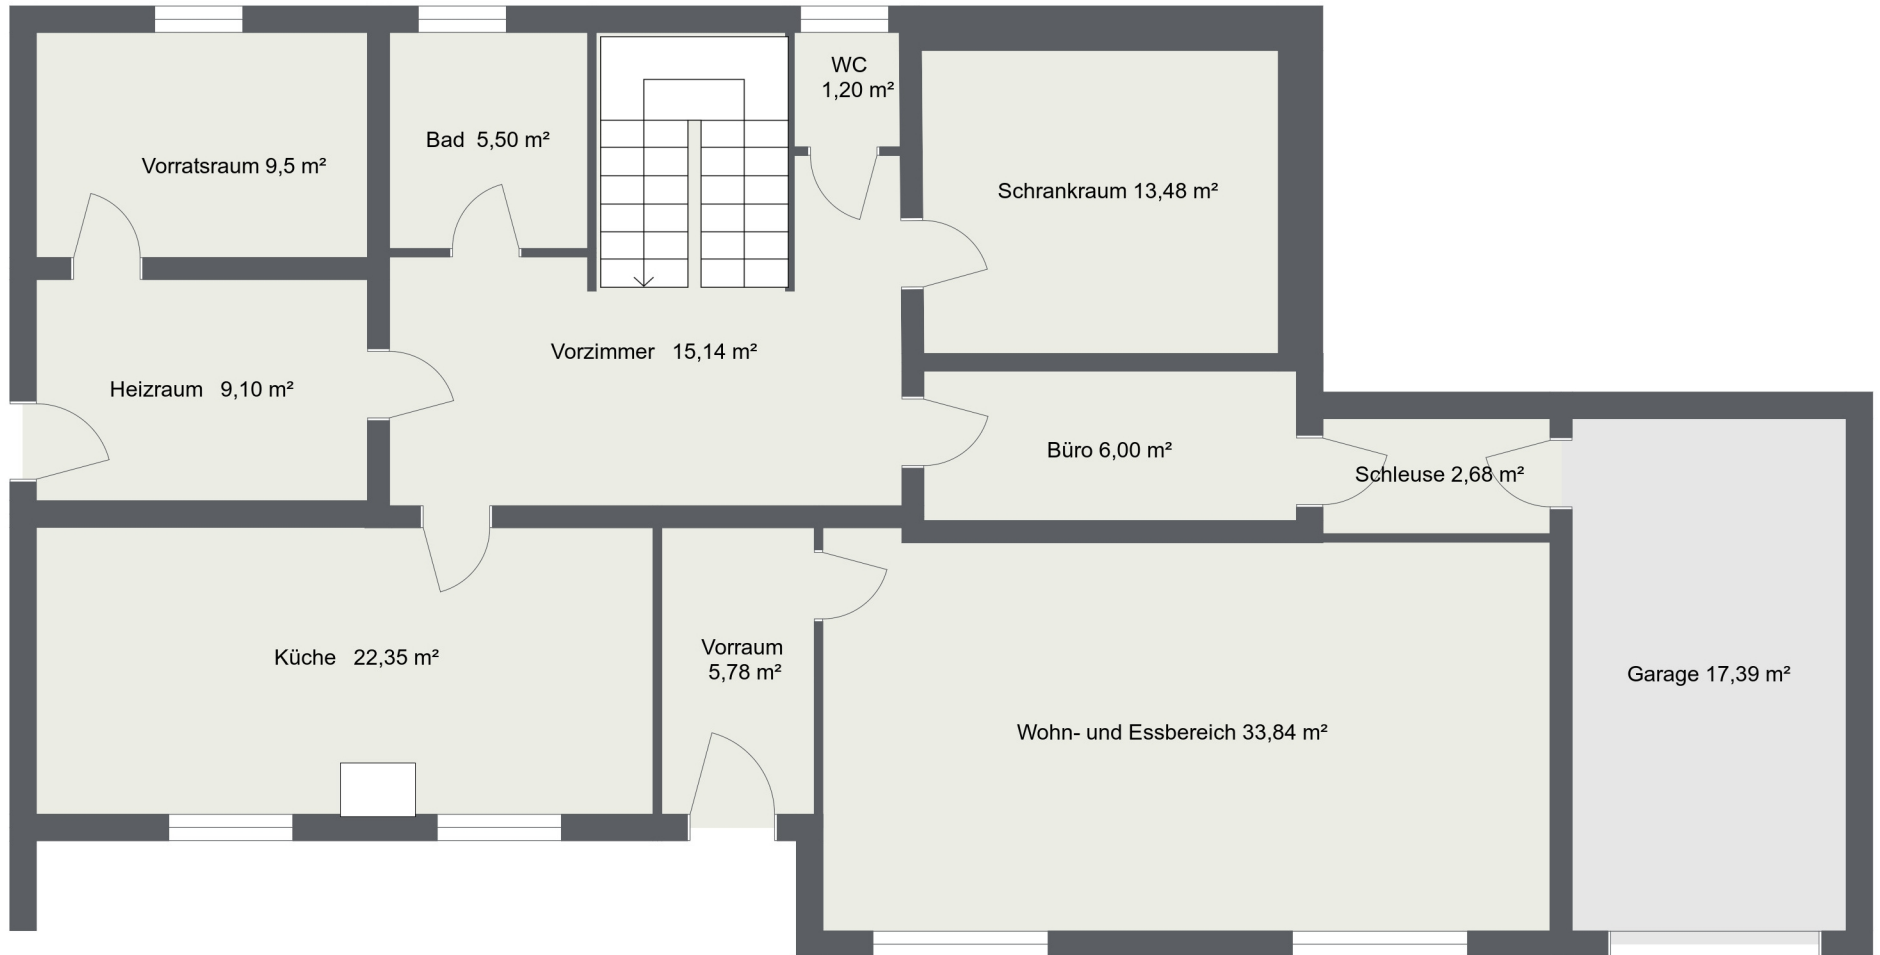 WC
1,20 m²
Bad 5,50 m²
Vorratsraum 9,5 m²
Schrankraum 13,48 m²
Vorzimmer 15,14 m²
Heizraum 9,10 m²
Büro 6,00 m²
Schleuse 2,68 m²
Küche 22,35 m²
Vorraum
5,78 m²
Garage 17,39 m²
Wohn- und Essbereich 33,84 m²